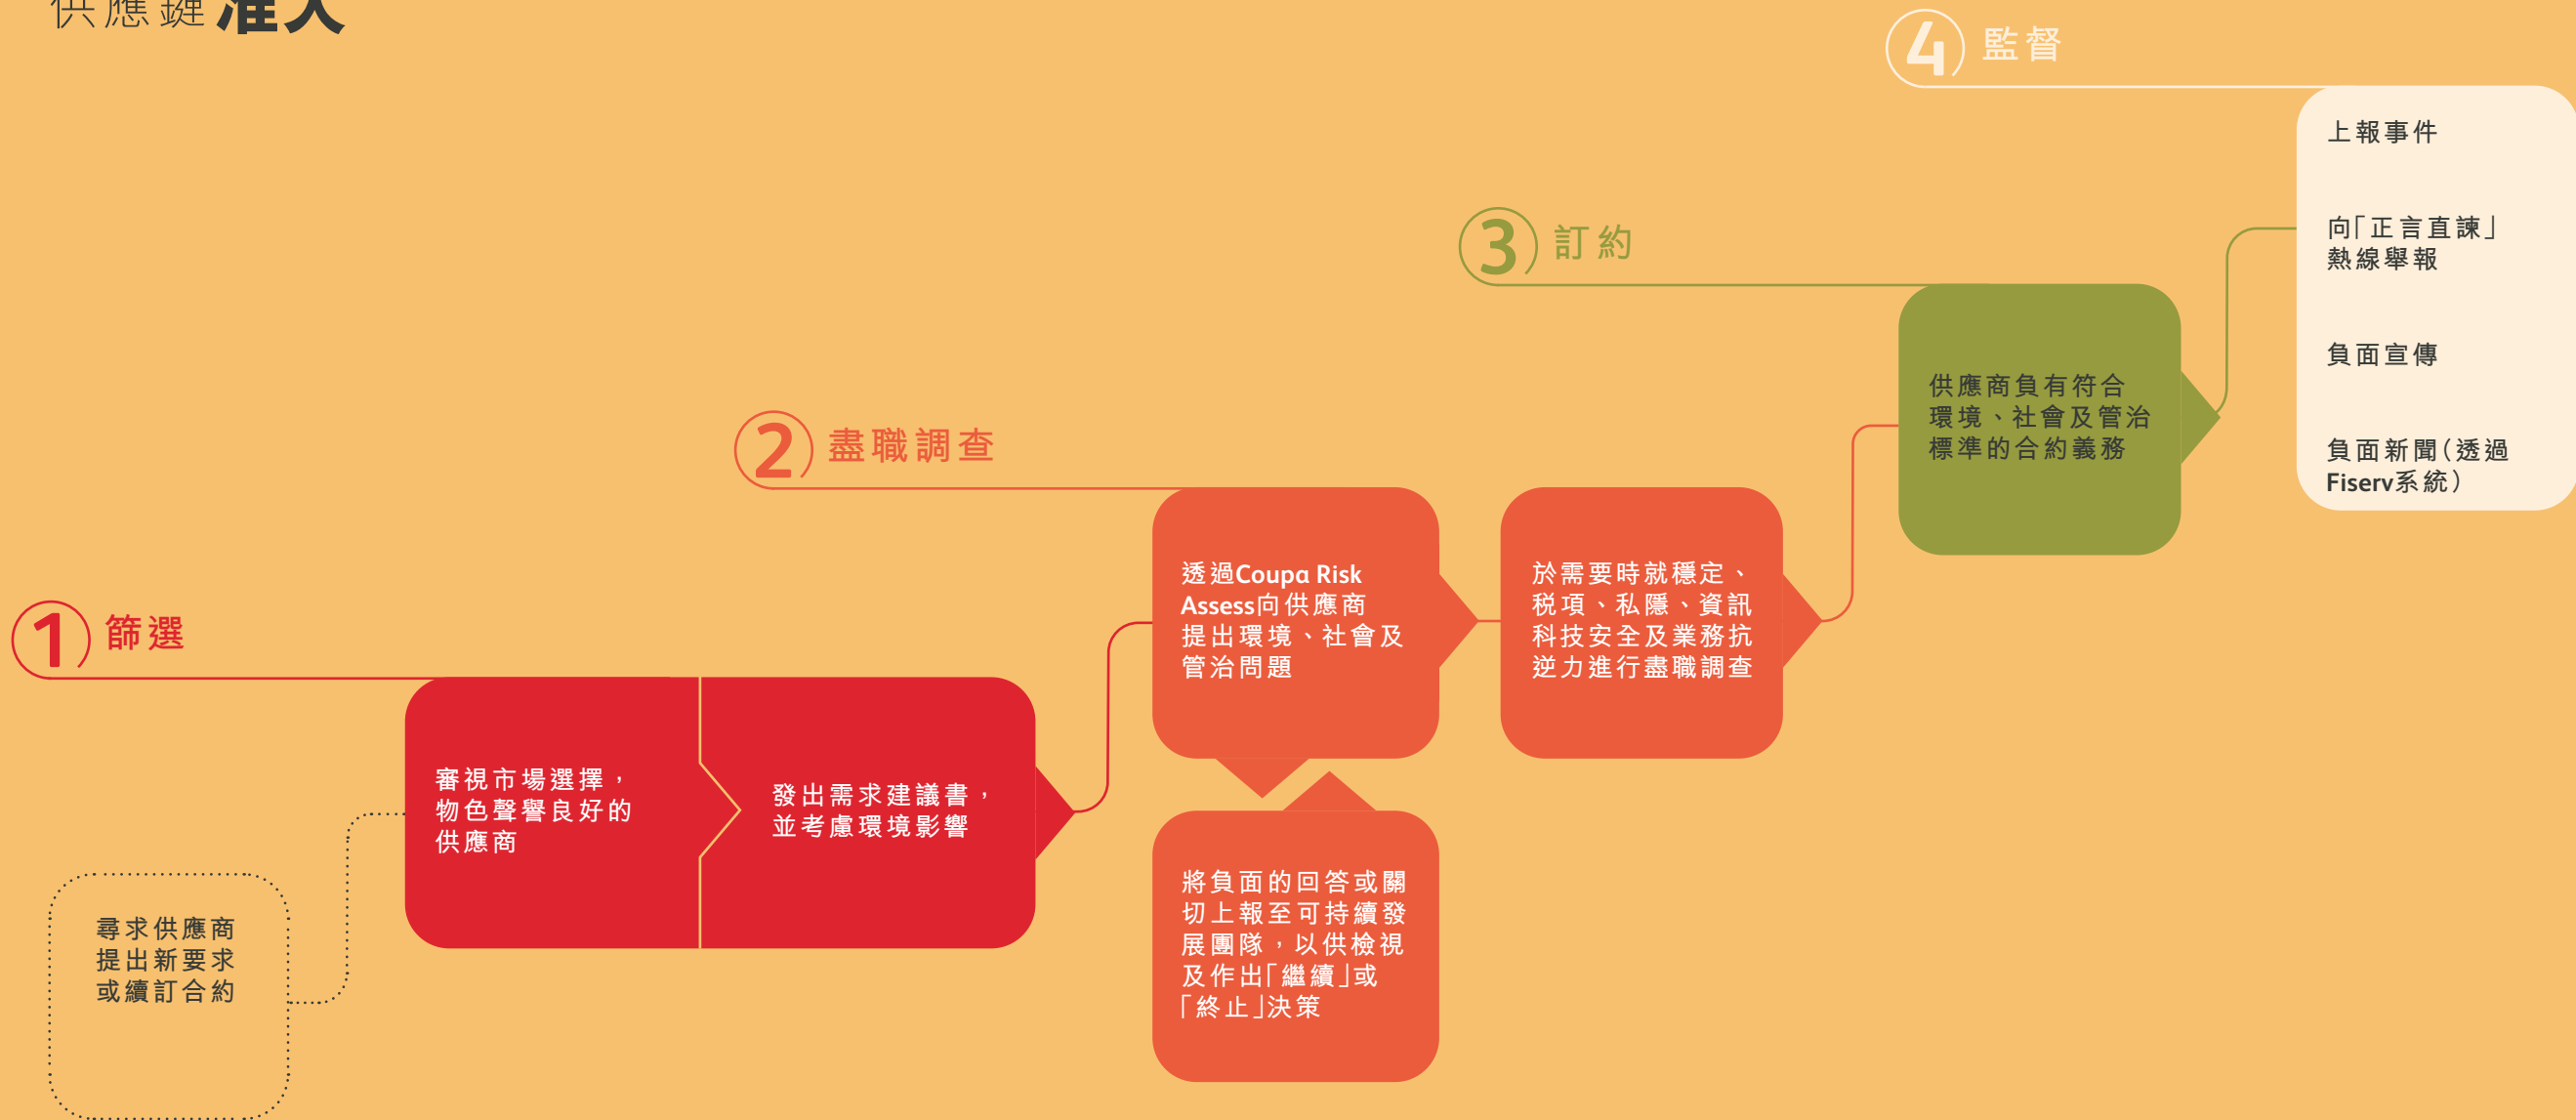 供應鏈准入
1 篩選
尋求供應商
提出新要求
或續訂合約
審視市場選擇，
物色聲譽良好的
供應商
發出需求建議書，
並考慮環境影響
2 盡職調查
透過Coupa Risk
Assess向供應商
提出環境、社會及
管治問題
將負面的回答或關
切上報至可持續發
展團隊，以供檢視
及作出「繼續」或
「終止」決策
於需要時就穩定、
税項、私隱、資訊
科技安全及業務抗
逆力進行盡職調查
3 訂約
供應商負有符合
環境、社會及管治
標準的合約義務
4 監督
上報事件
向「正言直諫」
熱線舉報
負面宣傳
負面新聞（透過
Fiserv系統）